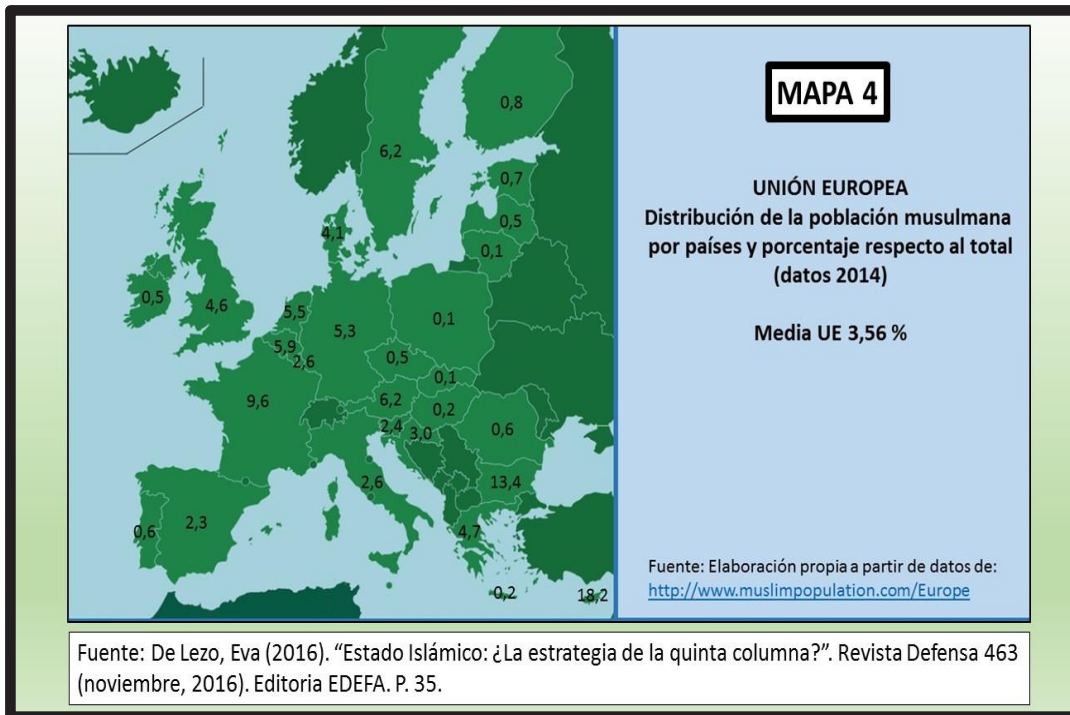 MAPA 4
UNIÓN EUROPEA
Distribución de la población musulmana
por países y porcentaje respecto al total
(datos 2014)
Media UE 3,56 %
0,8
6,2
0,7
0,5
4,1
0,1
0,5
4,6
5,5
5,3
0,1
5,9
2,6
0,5
0,1
9,6
6,2
0,2
2,4
3,0
0,6
2,6
13,4
0,6
2,3
4,7
0,2
18,2
Fuente: Elaboración propia a partir de datos de:
http://www.muslimpopulation.com/Europe
Fuente: De Lezo, Eva (2016). “Estado Islámico: ¿La estrategia de la quinta columna?”. Revista Defensa 463
(noviembre, 2016). Editoria EDEFA. P. 35.